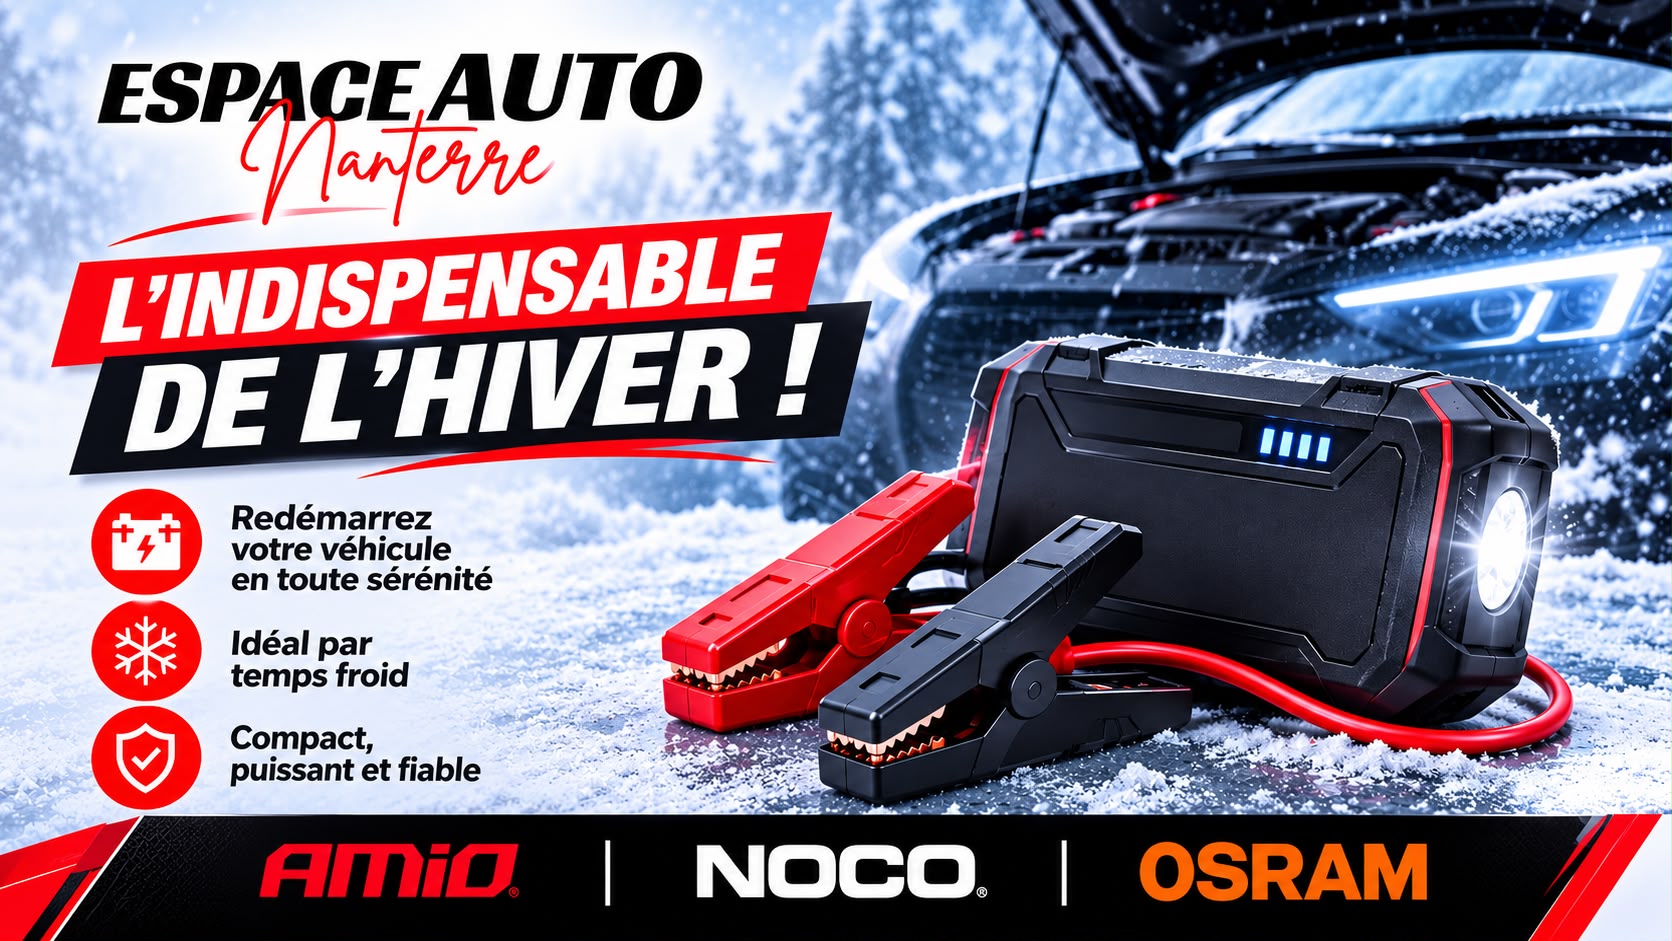 ESPACE AUTO
Nanterre
L'INDISPENSABLE
DE L'HIVER !
Redémarrez
votre véhicule
en toute sérénité
Idéal par
temps froid
Compact,
puissant et fiable
AMiO®
NOCO®
OSRAM